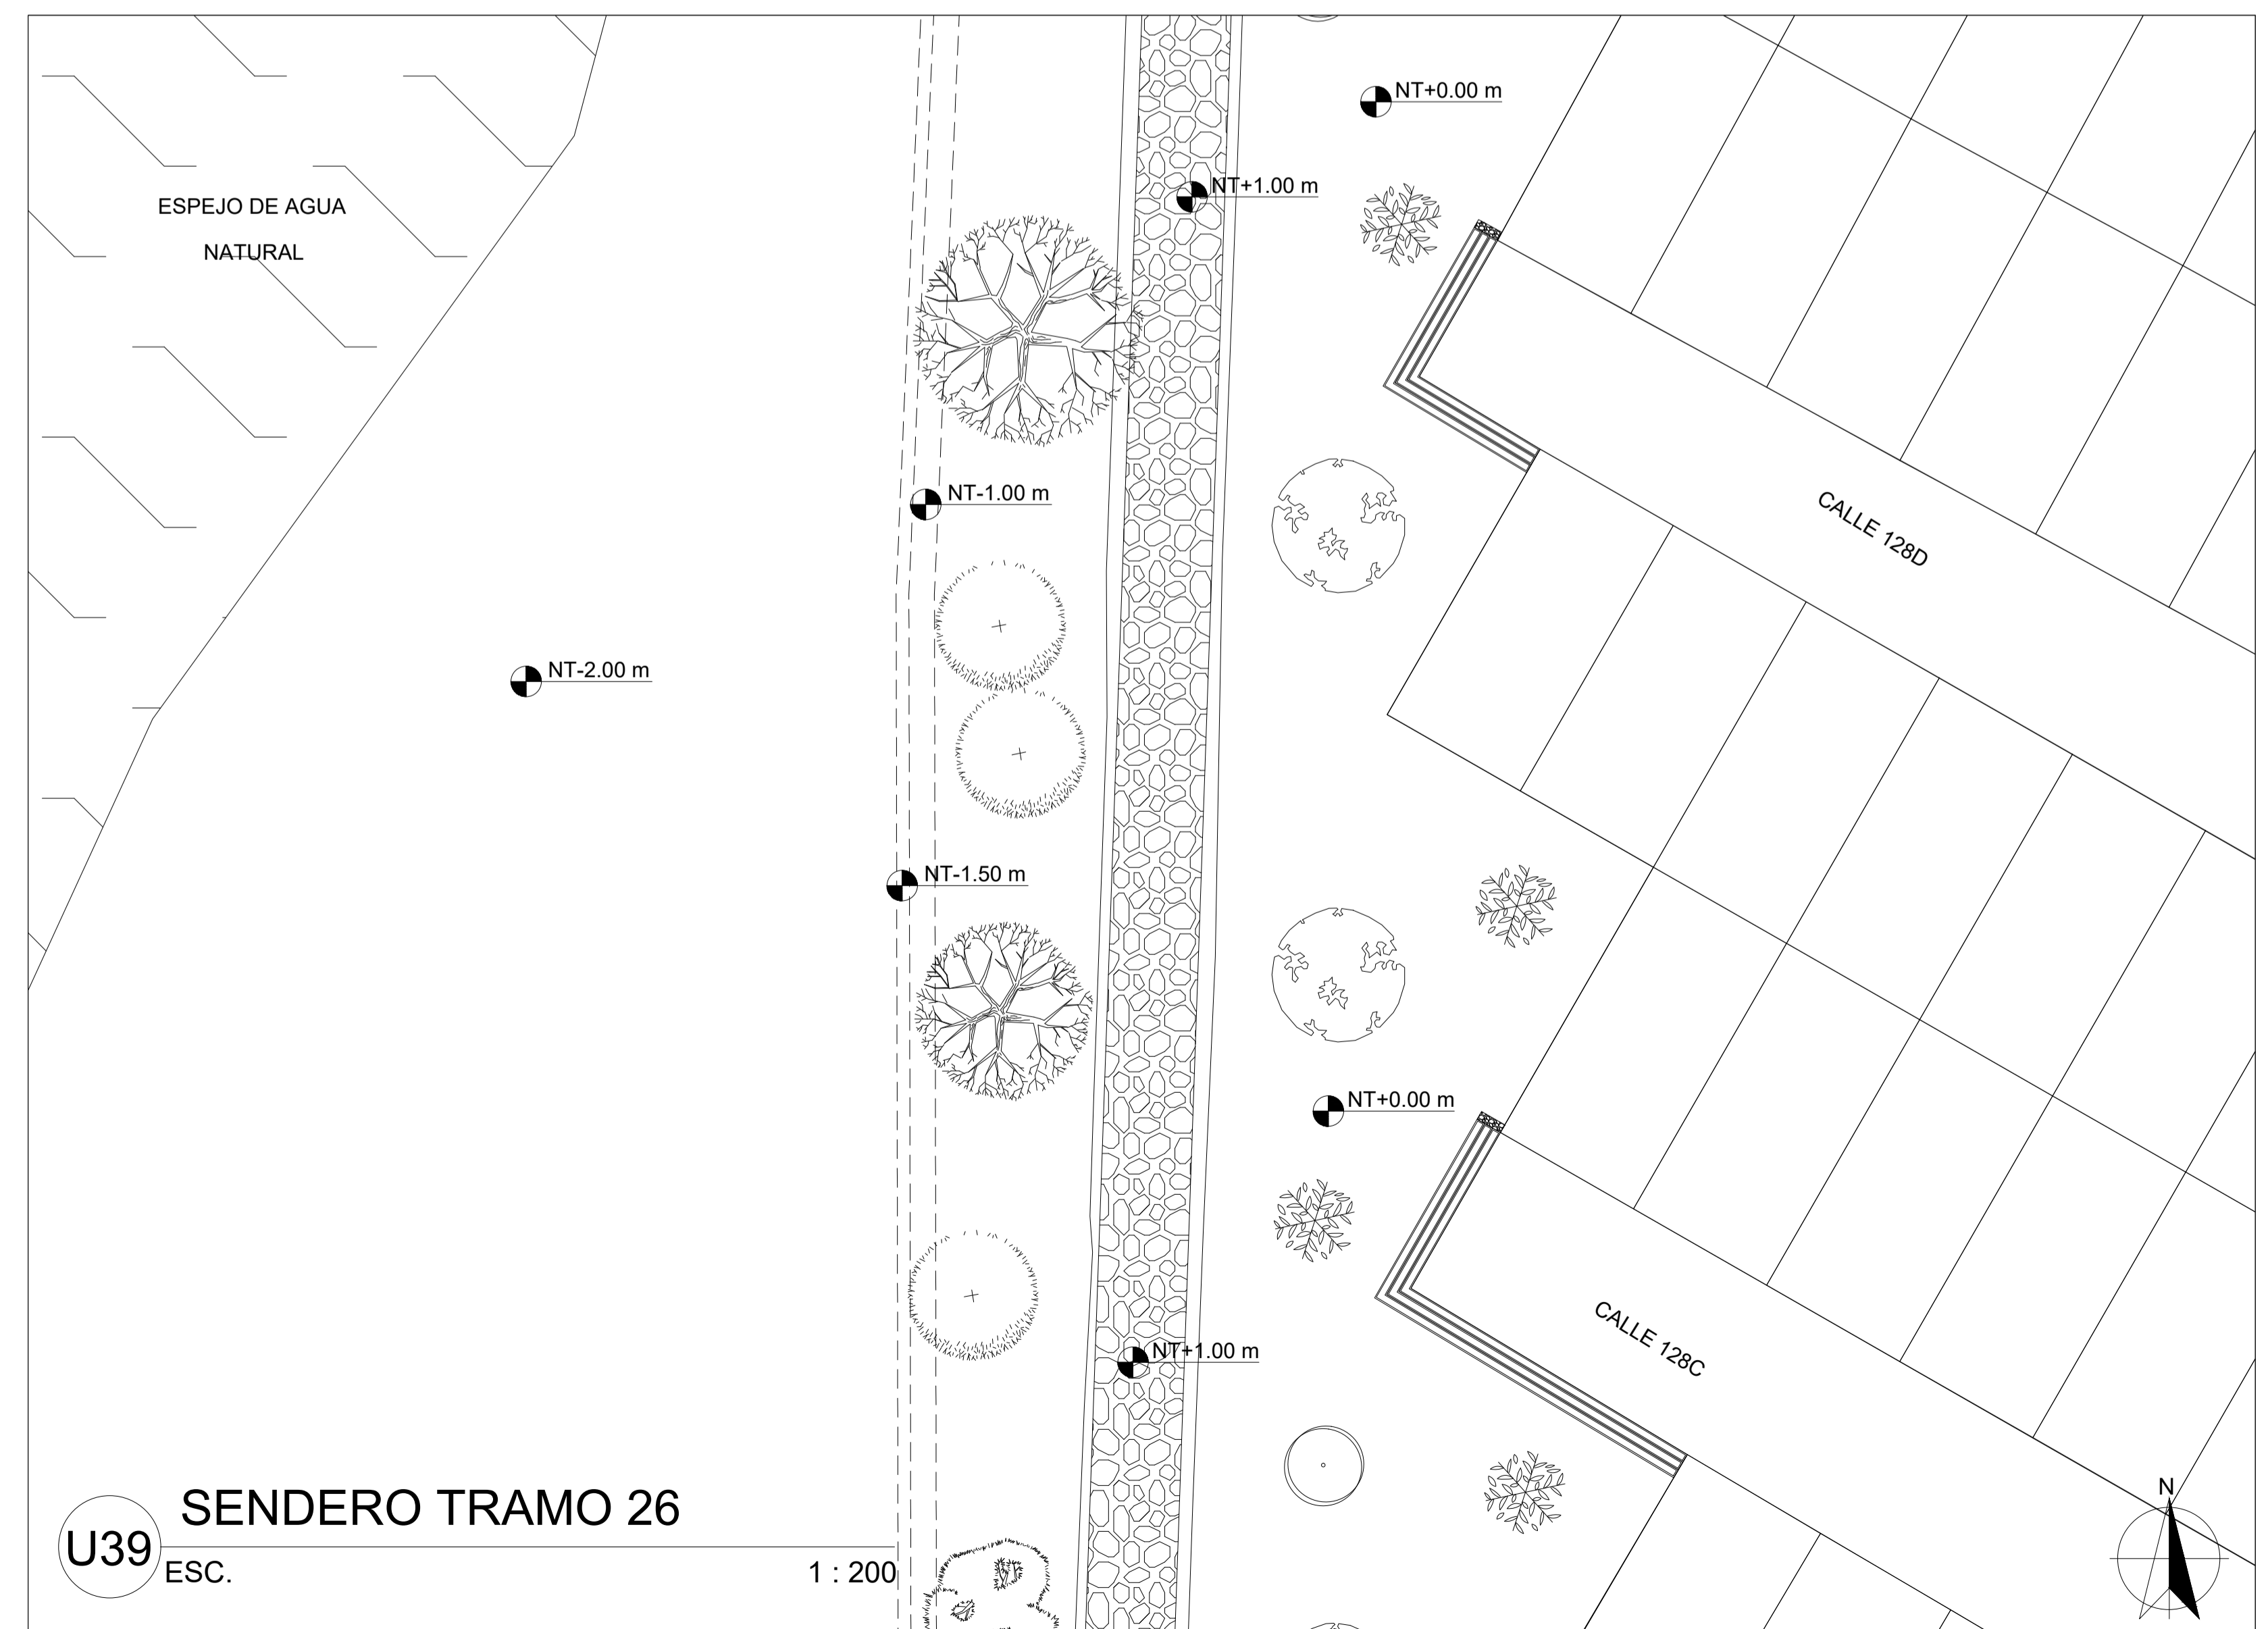 NT+0.00 m
NT+1.00 m
ESPEJO DE AGUA
NATURAL
NT-1.00 m
CALLE 128D
NT-2.00 m
NT-1.50 m
NT+0.00 m
CALLE 128C
NT+1.00 m
N
SENDERO TRAMO 26
U39
ESC.
1 : 200